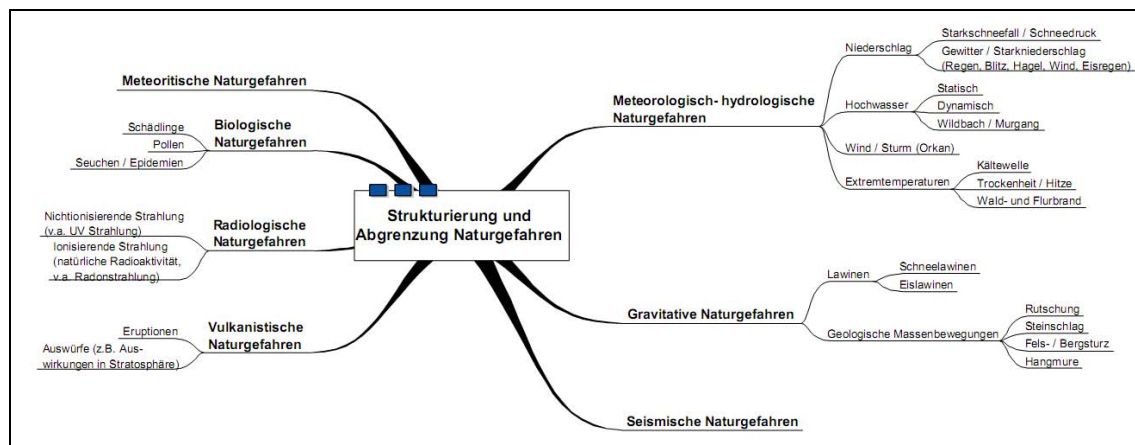 Strukturierung und
Abgrenzung Naturgefahren
Meteoritische Naturgefahren
Biologische
Naturgefahren
Schädlinge
Pollen
Seuchen / Epidemien
Radiologische
Naturgefahren
Nichtionisierende Strahlung
(v.a. UV Strahlung)
Ionisierende Strahlung
(natürliche Radioaktivität,
v.a. Radonstrahlung)
Vulkanistische
Naturgefahren
Eruptionen
Auswürfe (z.B. Aus-
wirkungen in Stratosphäre)
Meteorologisch- hydrologische
Naturgefahren
Niederschlag
Starkschneefall / Schneedruck
Gewitter / Starkniederschlag
(Regen, Blitz, Hagel, Wind, Eisregen)
Hochwasser
Statisch
Dynamisch
Wildbach / Murgang
Wind / Sturm (Orkan)
Extremtemperaturen
Kältewelle
Trockenheit / Hitze
Wald- und Flurbrand
Gravitative Naturgefahren
Lawinen
Schneelawinen
Eislawinen
Geologische Massenbewegungen
Rutschung
Steinschlag
Fels- / Bergsturz
Hangmure
Seismische Naturgefahren